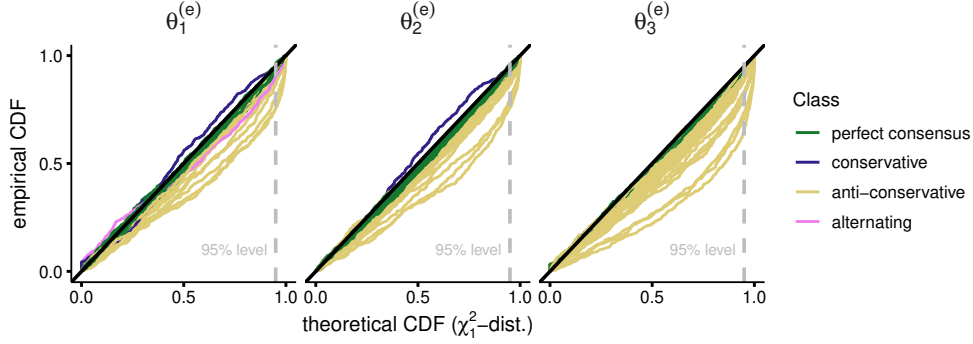 θ₁⁽ᵉ⁾ θ₂⁽ᵉ⁾ θ₃⁽ᵉ⁾
empirical CDF
1.0
0.5
0.0
95% level 95% level 95% level
0.0 0.5 1.0 0.0 0.5 1.0 0.0 0.5 1.0
theoretical CDF (χ₁²−dist.)
Class
perfect consensus
conservative
anti−conservative
alternating